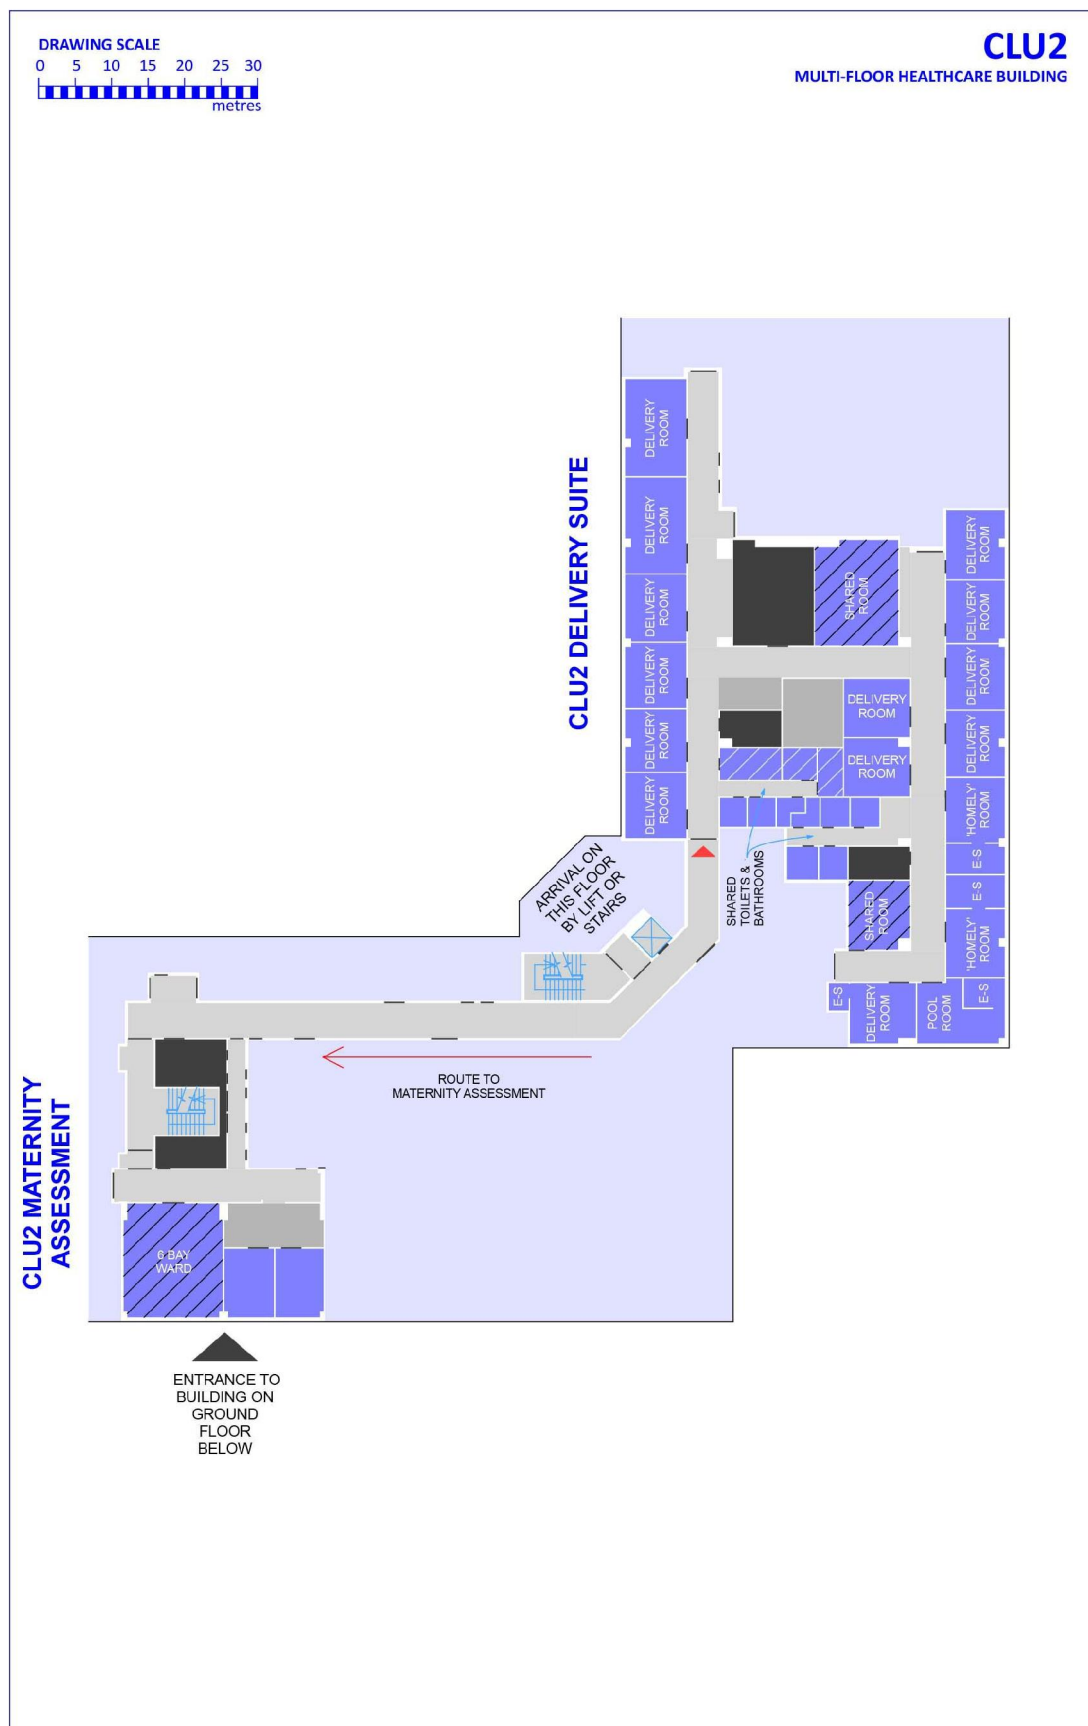 DRAWING SCALE
0 5 10 15 20 25 30
metres
CLU2
MULTI-FLOOR HEALTHCARE BUILDING
CLU2 DELIVERY SUITE
DELIVERY
ROOM
DELIVERY
ROOM
DELIVERY
ROOM
DELIVERY
ROOM
DELIVERY
ROOM
DELIVERY
ROOM
SHARED
ROOM
DELIVERY
ROOM
DELIVERY
ROOM
DELIVERY
ROOM
DELIVERY
ROOM
DELIVERY
ROOM
DELIVERY
ROOM
'HOMELY'
ROOM
E-S
E-S
'HOMELY'
ROOM
E-S
POOL
ROOM
DELIVERY
ROOM
E-S
SHARED
ROOM
SHARED
TOILETS &
BATHROOMS
ARRIVAL ON
THIS FLOOR
BY LIFT OR
STAIRS
ROUTE TO
MATERNITY ASSESSMENT
CLU2 MATERNITY
ASSESSMENT
6 BAY
WARD
ENTRANCE TO
BUILDING ON
GROUND
FLOOR
BELOW